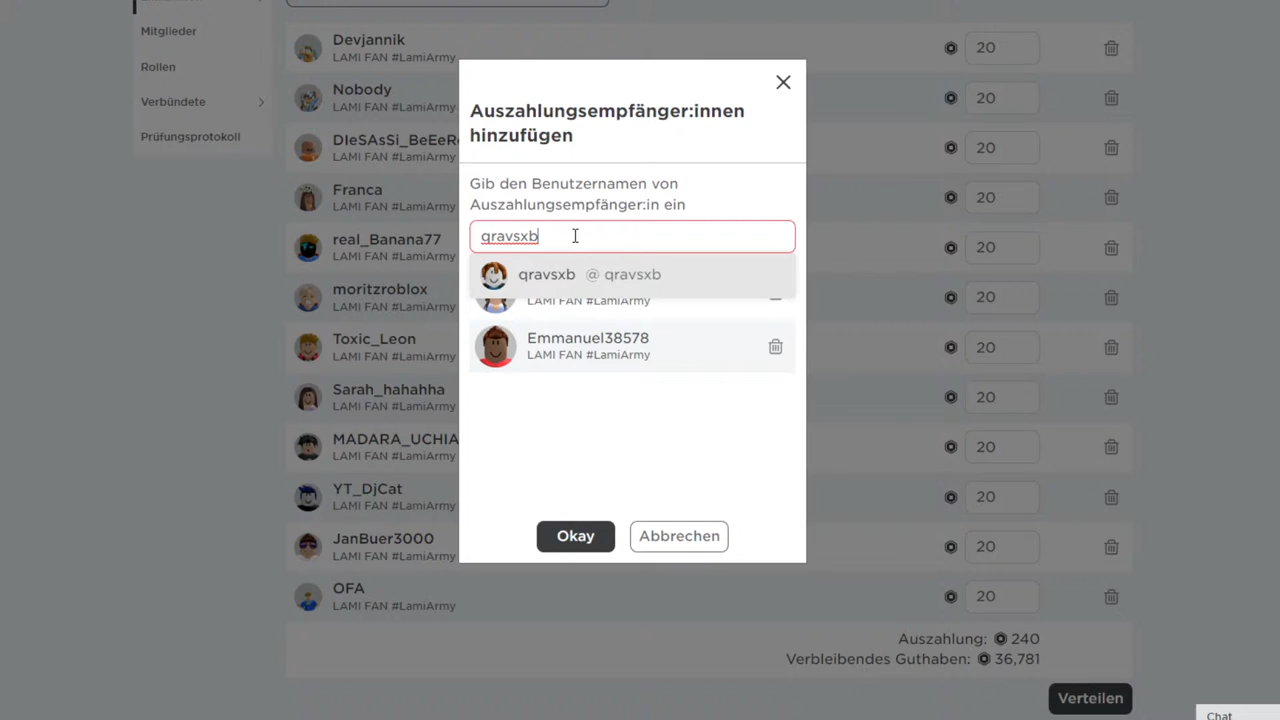 Mitglieder
Rollen
Verbündete
Prüfungsprotokoll
Devjannik
LAMI FAN #LamiArmy
20
Nobody
LAMI FAN #LamiArmy
20
DIeSAsSi_BeEeR
LAMI FAN #LamiArmy
20
Franca
LAMI FAN #LamiArmy
20
real_Banana77
LAMI FAN #LamiArmy
20
moritzroblox
LAMI FAN #LamiArmy
20
Toxic_Leon
LAMI FAN #LamiArmy
20
Sarah_hahahha
LAMI FAN #LamiArmy
20
MADARA_UCHIA
LAMI FAN #LamiArmy
20
YT_DjCat
LAMI FAN #LamiArmy
20
JanBuer3000
LAMI FAN #LamiArmy
20
OFA
LAMI FAN #LamiArmy
20
Auszahlung: 240
Verbleibendes Guthaben: 36,781
Verteilen
Chat
Auszahlungsempfänger:innen
hinzufügen
Gib den Benutzernamen von
Auszahlungsempfänger:in ein
qravsxb
qravsxb @ qravsxb
LAMI FAN #LamiArmy
Emmanuel38578
LAMI FAN #LamiArmy
Okay Abbrechen